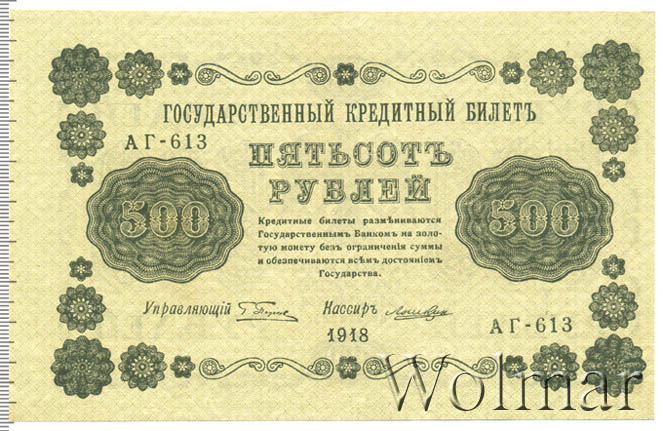 ГОСУДАРСТВЕННЫЙ КРЕДИТНЫЙ БИЛЕТЪ
АГ-613
ПЯТЬСОТЪ
РУБЛЕЙ
500
500
Кредитные билеты размѣниваются
Государственнымъ Банкомъ на золо-
тую монету безъ ограниченія суммы
и обезпечиваются всѣмъ достояніемъ
Государства.
Управляющій
Кассиръ
1918
АГ-613
Wolmar